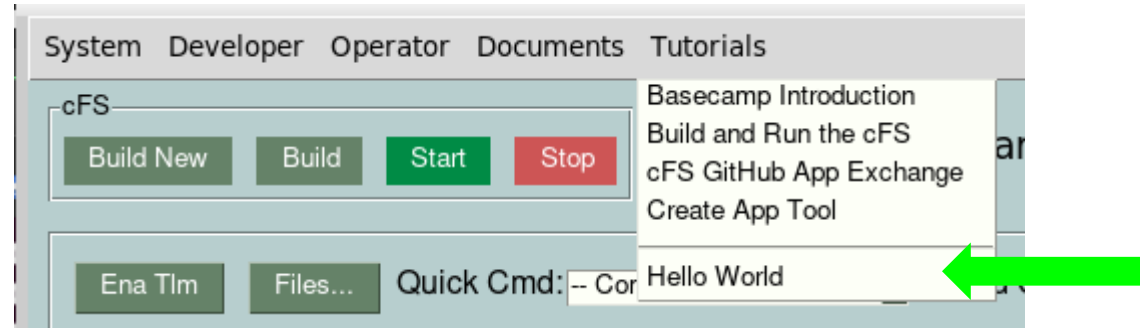 System Developer Operator Documents Tutorials
cFS
Build New Build Start Stop
Basecamp Introduction
Build and Run the cFS
cFS GitHub App Exchange
Create App Tool
Hello World
Ena Tlm Files... Quick Cmd: